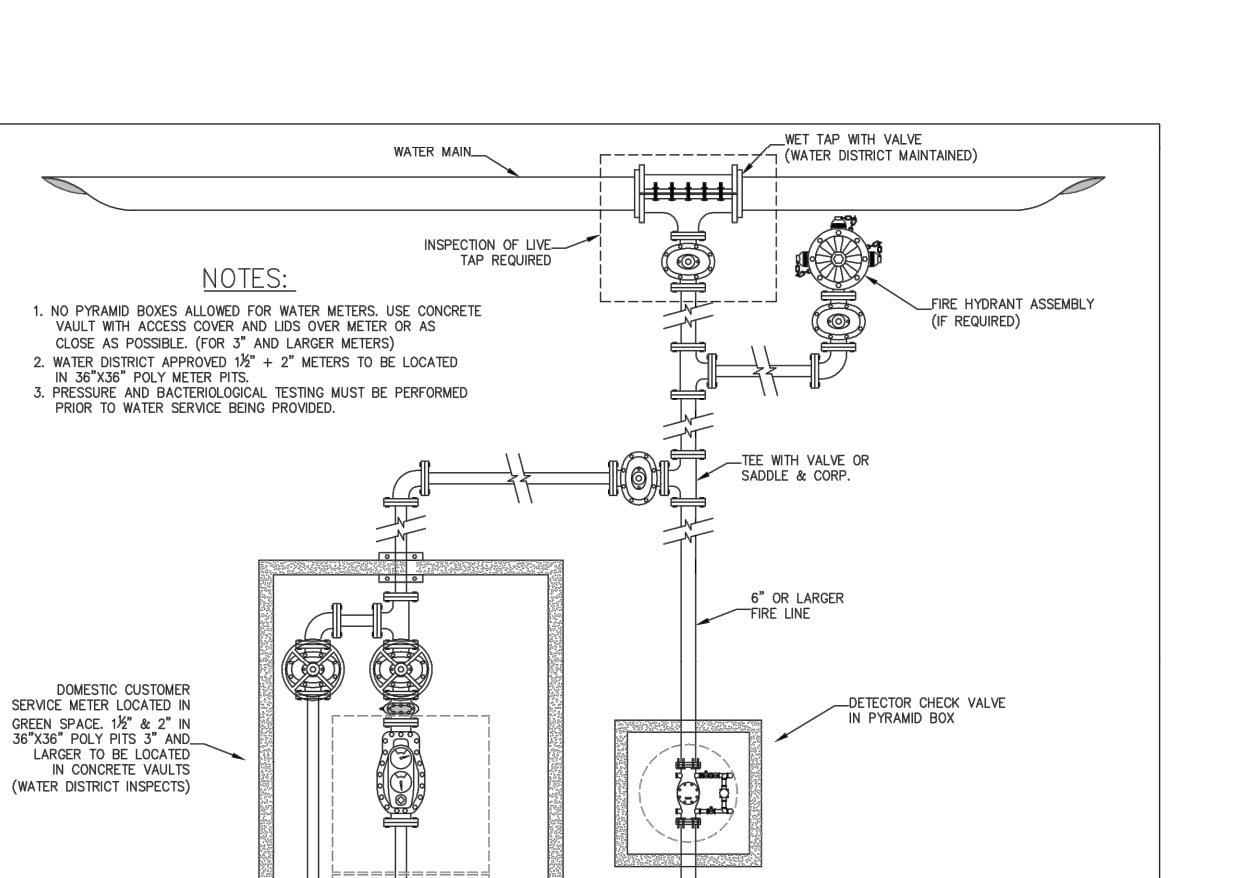 WATER MAIN
WET TAP WITH VALVE
(WATER DISTRICT MAINTAINED)
INSPECTION OF LIVE
TAP REQUIRED
NOTES:
1. NO PYRAMID BOXES ALLOWED FOR WATER METERS. USE CONCRETE
VAULT WITH ACCESS COVER AND LIDS OVER METER OR AS
CLOSE AS POSSIBLE. (FOR 3" AND LARGER METERS)
2. WATER DISTRICT APPROVED 1½" + 2" METERS TO BE LOCATED
IN 36"X36" POLY METER PITS.
3. PRESSURE AND BACTERIOLOGICAL TESTING MUST BE PERFORMED
PRIOR TO WATER SERVICE BEING PROVIDED.
FIRE HYDRANT ASSEMBLY
(IF REQUIRED)
TEE WITH VALVE OR
SADDLE & CORP.
6" OR LARGER
FIRE LINE
DOMESTIC CUSTOMER
SERVICE METER LOCATED IN
GREEN SPACE. 1½" & 2" IN
36"X36" POLY PITS 3" AND
LARGER TO BE LOCATED
IN CONCRETE VAULTS
(WATER DISTRICT INSPECTS)
DETECTOR CHECK VALVE
IN PYRAMID BOX